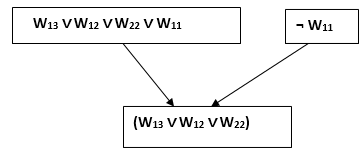 W₁₃ ∨ W₁₂ ∨ W₂₂ ∨ W₁₁
¬ W₁₁
(W₁₃ ∨ W₁₂ ∨ W₂₂)